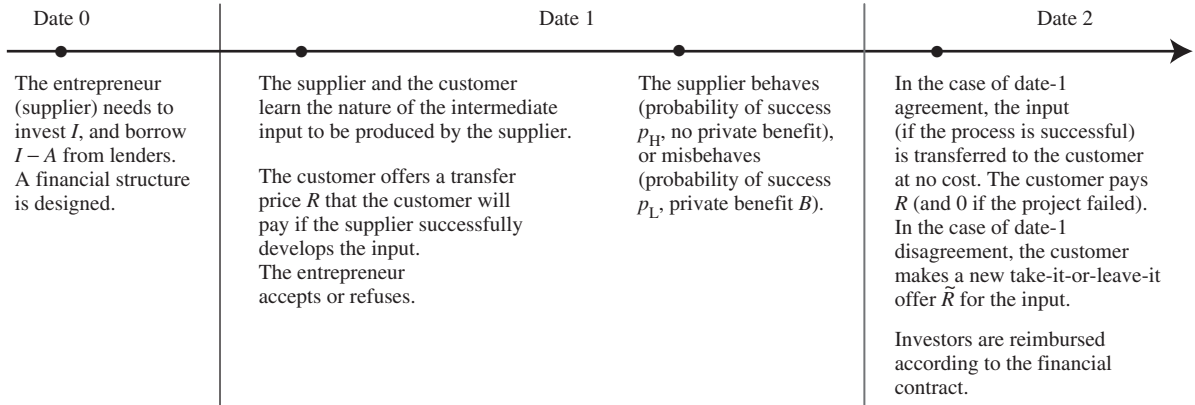 Date 0
Date 1
Date 2
The entrepreneur
(supplier) needs to
invest I, and borrow
I – A from lenders.
A financial structure
is designed.
The supplier and the customer
learn the nature of the intermediate
input to be produced by the supplier.
The customer offers a transfer
price R that the customer will
pay if the supplier successfully
develops the input.
The entrepreneur
accepts or refuses.
The supplier behaves
(probability of success
p_H, no private benefit),
or misbehaves
(probability of success
p_L, private benefit B).
In the case of date-1
agreement, the input
(if the process is successful)
is transferred to the customer
at no cost. The customer pays
R (and 0 if the project failed).
In the case of date-1
disagreement, the customer
makes a new take-it-or-leave-it
offer R̃ for the input.
Investors are reimbursed
according to the financial
contract.